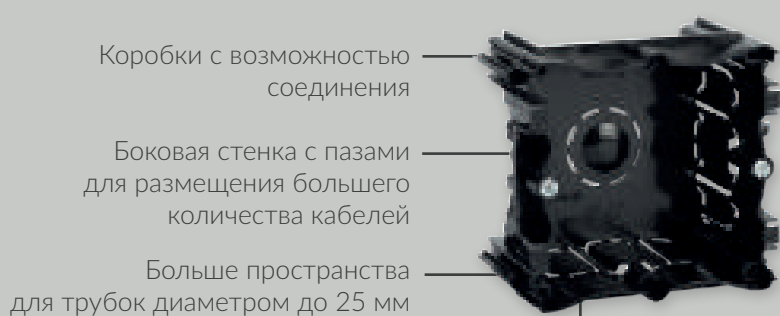 Коробки с возможностью
соединения
Боковая стенка с пазами
для размещения большего
количества кабелей
Больше пространства
для трубок диаметром до 25 мм